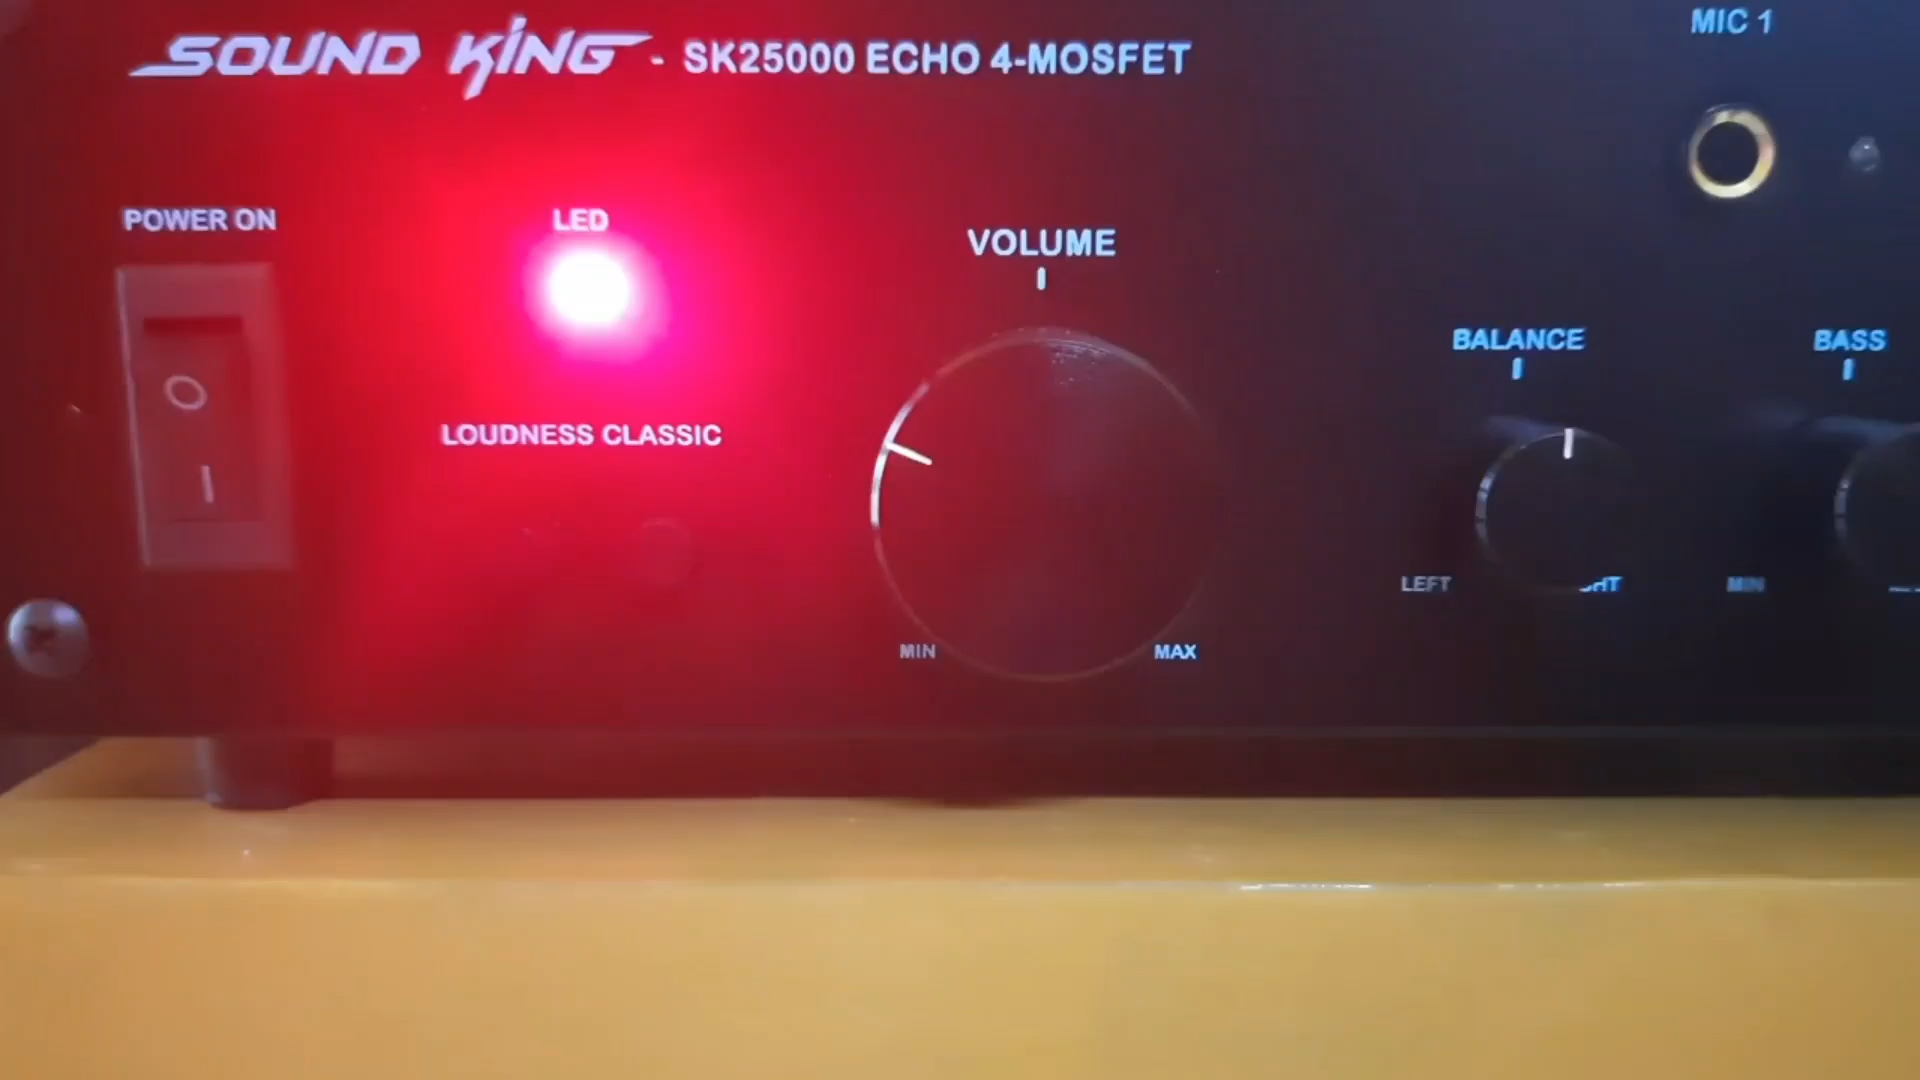 SOUND KING - SK25000 ECHO 4-MOSFET
MIC 1
POWER ON
LED
VOLUME
BALANCE
BASS
LOUDNESS CLASSIC
LEFT
MIN
MIN
MAX